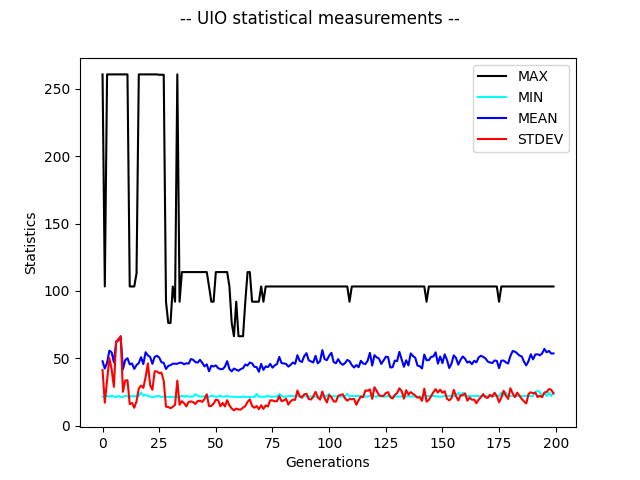 -- UIO statistical measurements --
MAX
MIN
MEAN
STDEV
250
200
150
100
50
0
Statistics
0 25 50 75 100 125 150 175 200
Generations